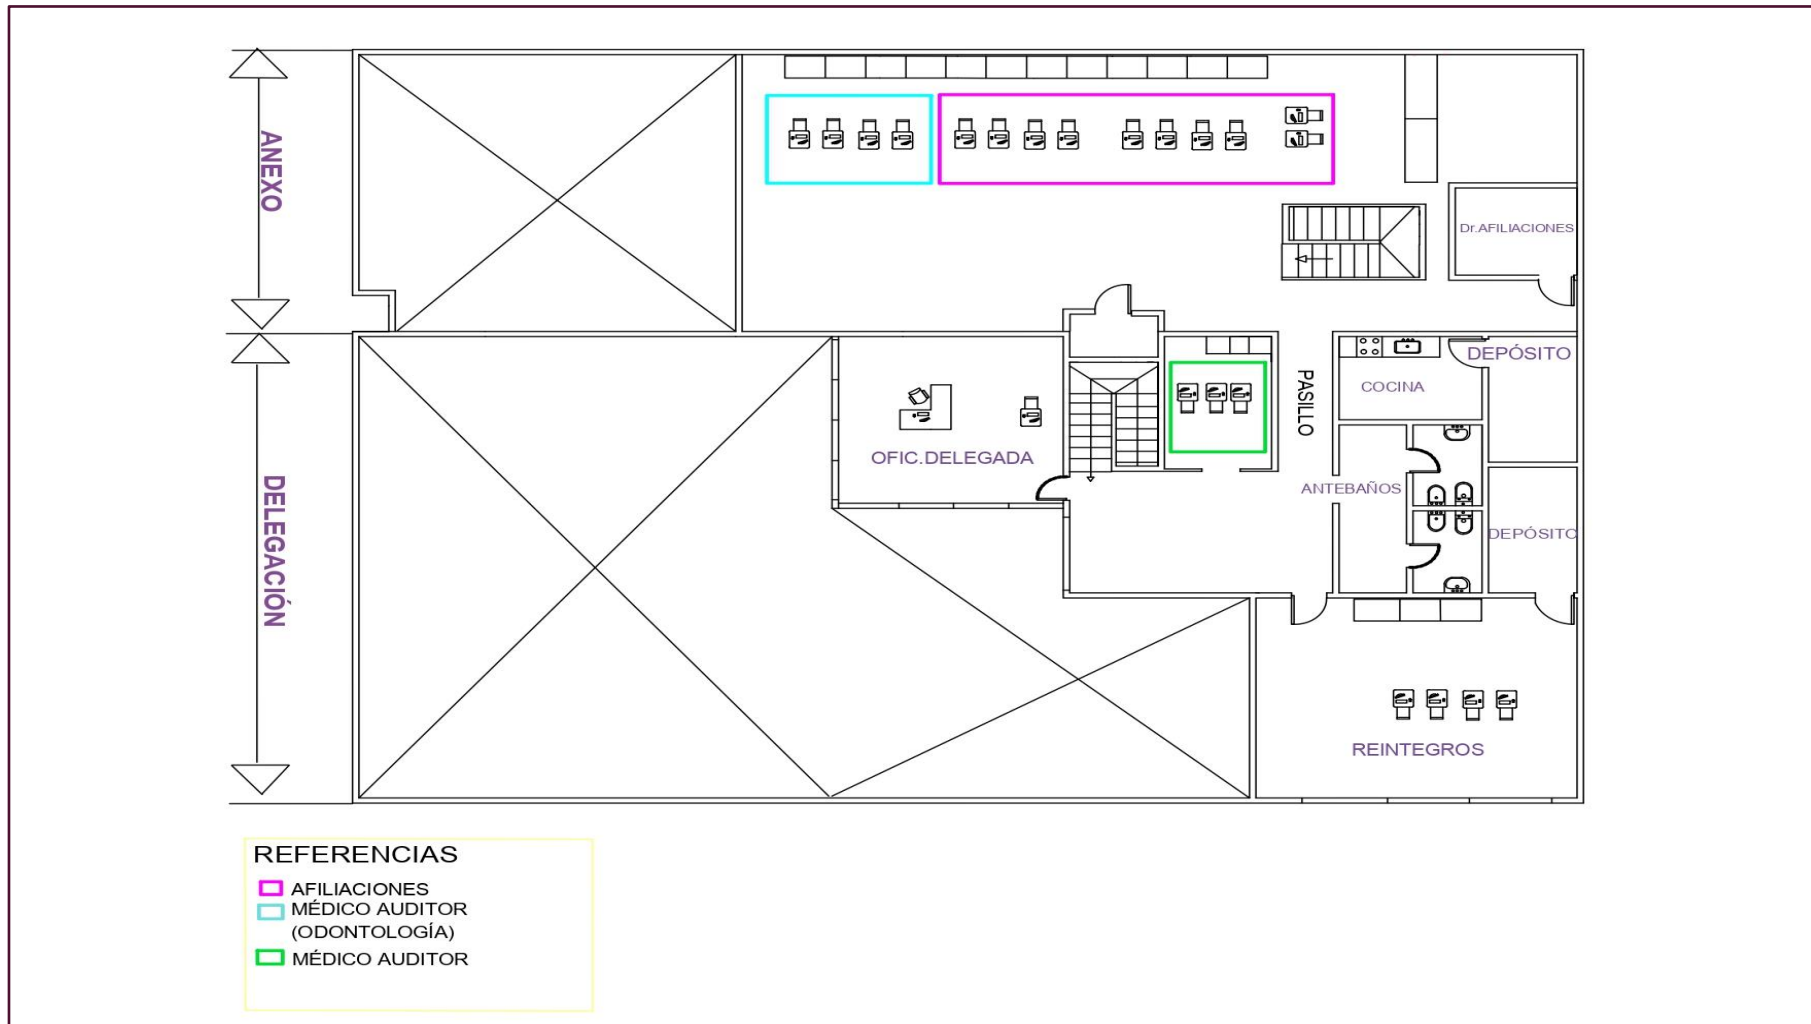 ANEXO
Dr.AFILIACIONES
DEPÓSITO
COCINA
PASILLO
OFIC.DELEGADA
ANTEBAÑOS
DEPÓSITO
DELEGACIÓN
REINTEGROS
REFERENCIAS
AFILIACIONES
MÉDICO AUDITOR
(ODONTOLOGÍA)
MÉDICO AUDITOR